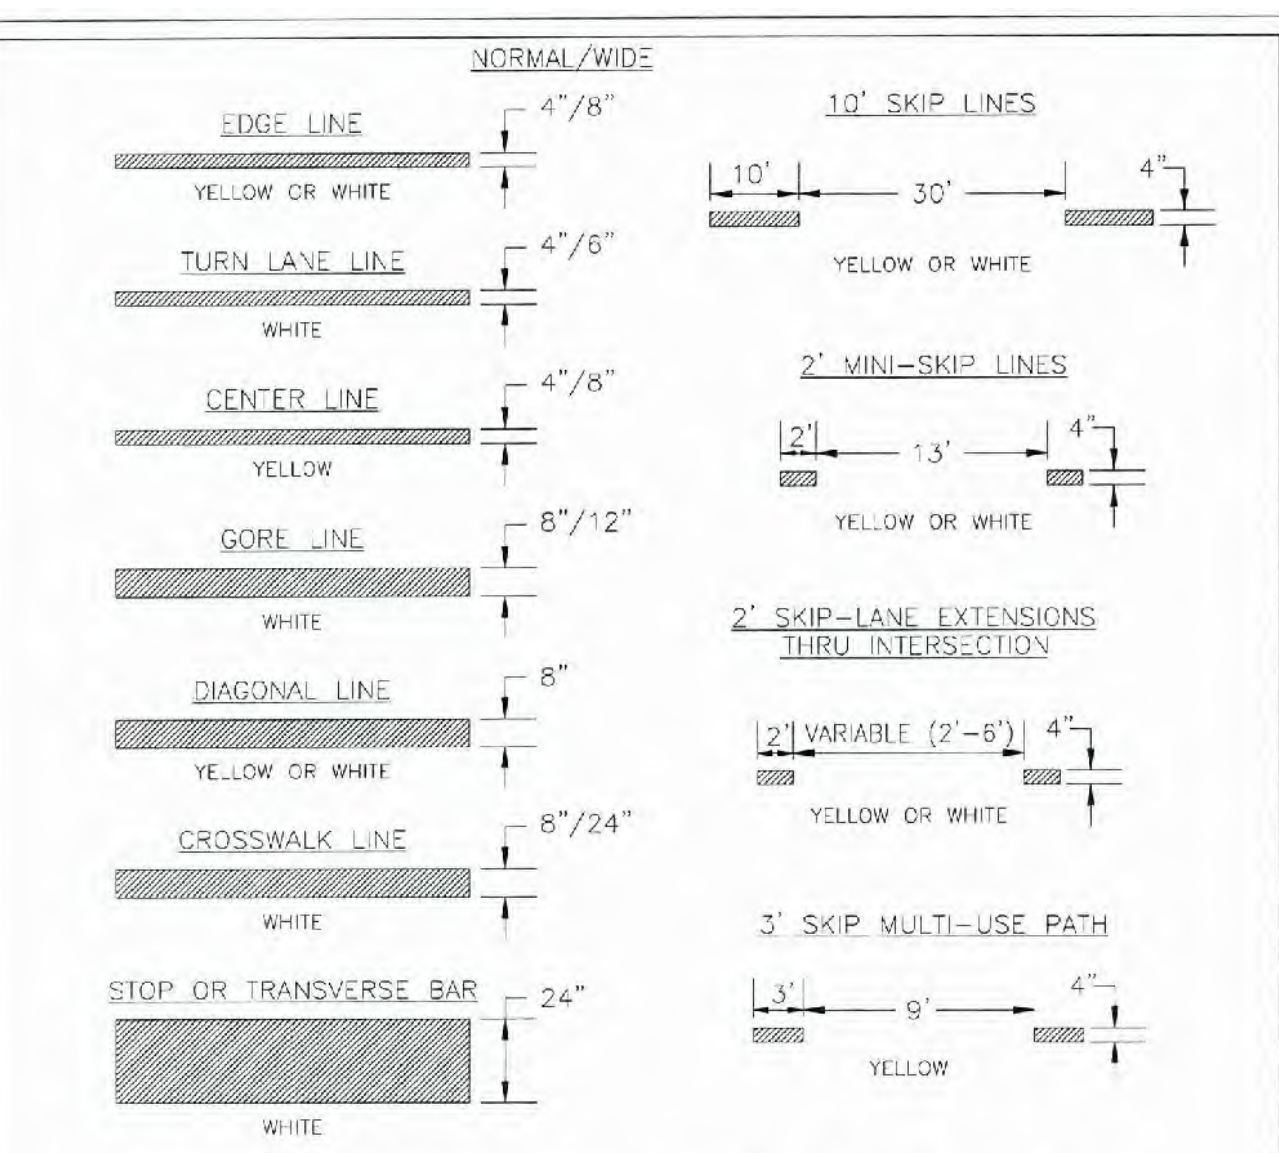 NORMAL/WIDE
EDGE LINE
4"/8"
YELLOW OR WHITE
TURN LANE LINE
4"/6"
WHITE
CENTER LINE
4"/8"
YELLOW
GORE LINE
8"/12"
WHITE
DIAGONAL LINE
8"
YELLOW OR WHITE
CROSSWALK LINE
8"/24"
WHITE
STOP OR TRANSVERSE BAR
24"
WHITE
10' SKIP LINES
10'
30'
4"
YELLOW OR WHITE
2' MINI-SKIP LINES
2'
13'
4"
YELLOW OR WHITE
2' SKIP-LANE EXTENSIONS
THRU INTERSECTION
2'
VARIABLE (2'-6')
4"
YELLOW OR WHITE
3' SKIP MULTI-USE PATH
3'
9'
4"
YELLOW